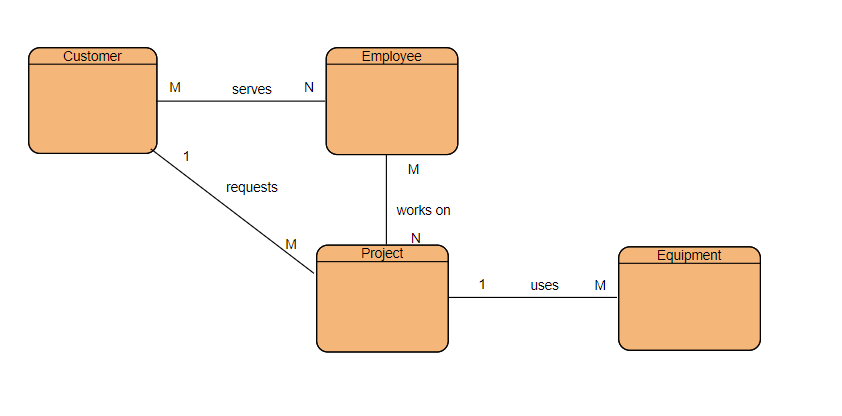 Customer
Employee
M serves N
1
M
requests
works on
M
N
Project
Equipment
1 uses M